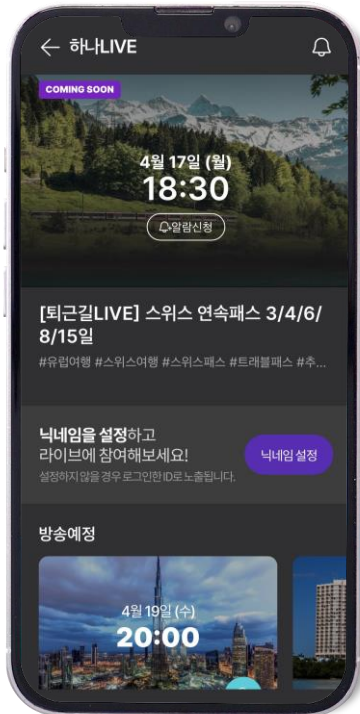 하나LIVE
COMING SOON
4월 17일 (월)
18:30
알람신청
[퇴근길LIVE] 스위스 연속패스 3/4/6/
8/15일
#유럽여행 #스위스여행 #스위스패스 #트래블패스 #추...
닉네임을 설정하고
라이브에 참여해보세요!
닉네임 설정
설정하지 않을 경우 로그인한 ID로 노출됩니다.
방송예정
4월 19일 (수)
20:00